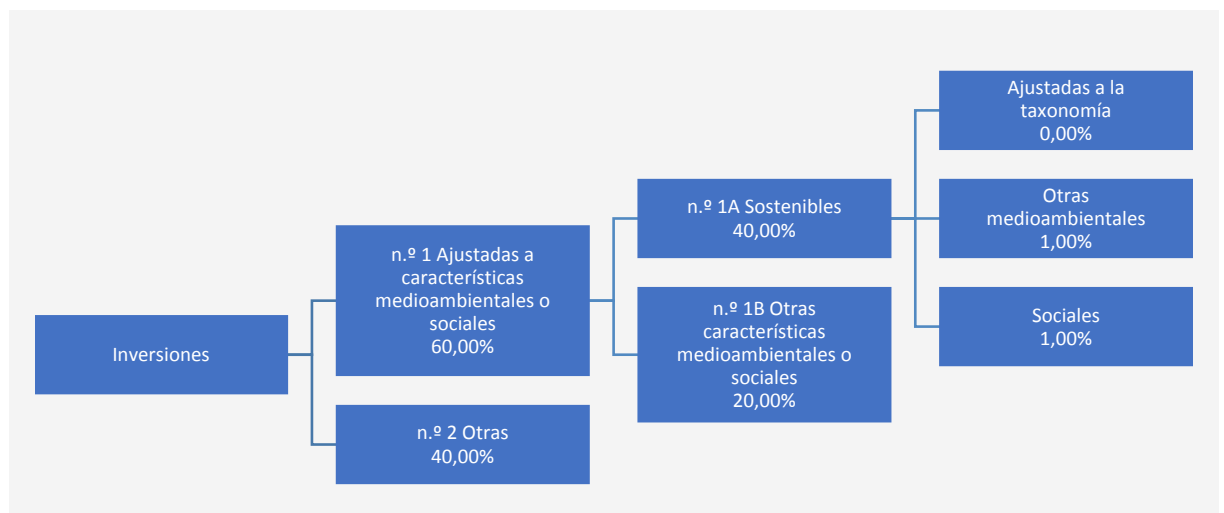 Inversiones
n.º 1 Ajustadas a
características
medioambientales o
sociales
60,00%
n.º 2 Otras
40,00%
n.º 1A Sostenibles
40,00%
n.º 1B Otras
características
medioambientales o
sociales
20,00%
Ajustadas a la
taxonomía
0,00%
Otras
medioambientales
1,00%
Sociales
1,00%